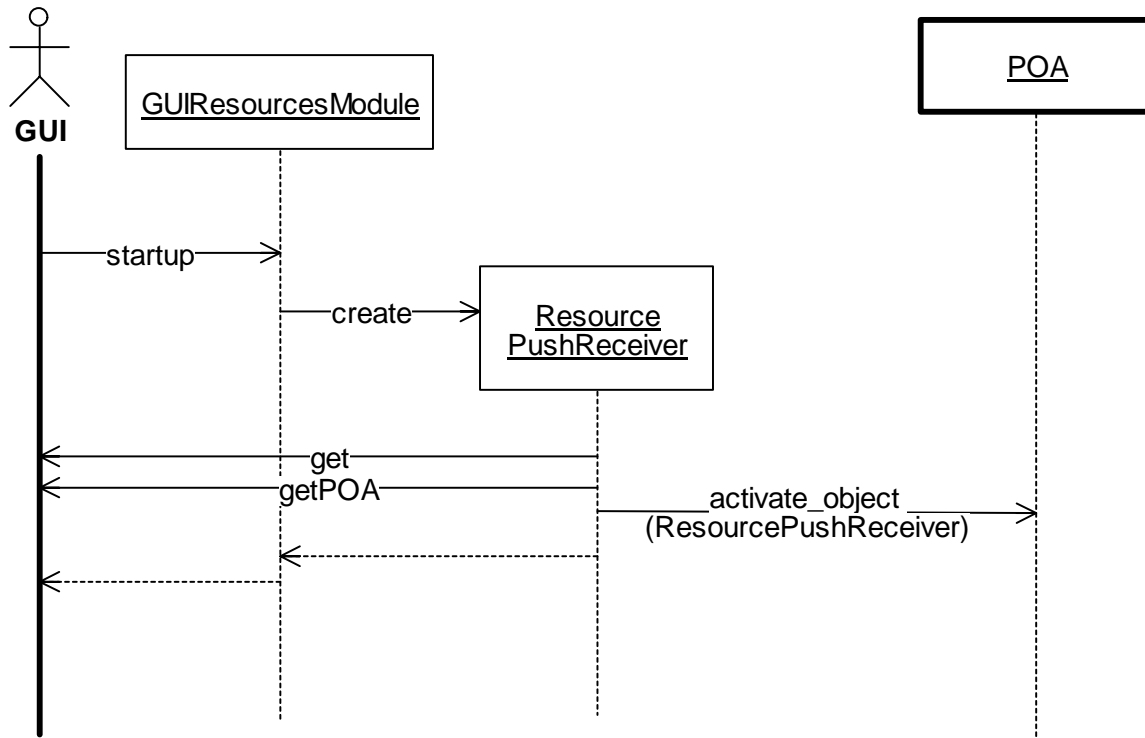 GUI
GUIResourcesModule
POA
startup
create
Resource
PushReceiver
get
getPOA
activate_object
(ResourcePushReceiver)